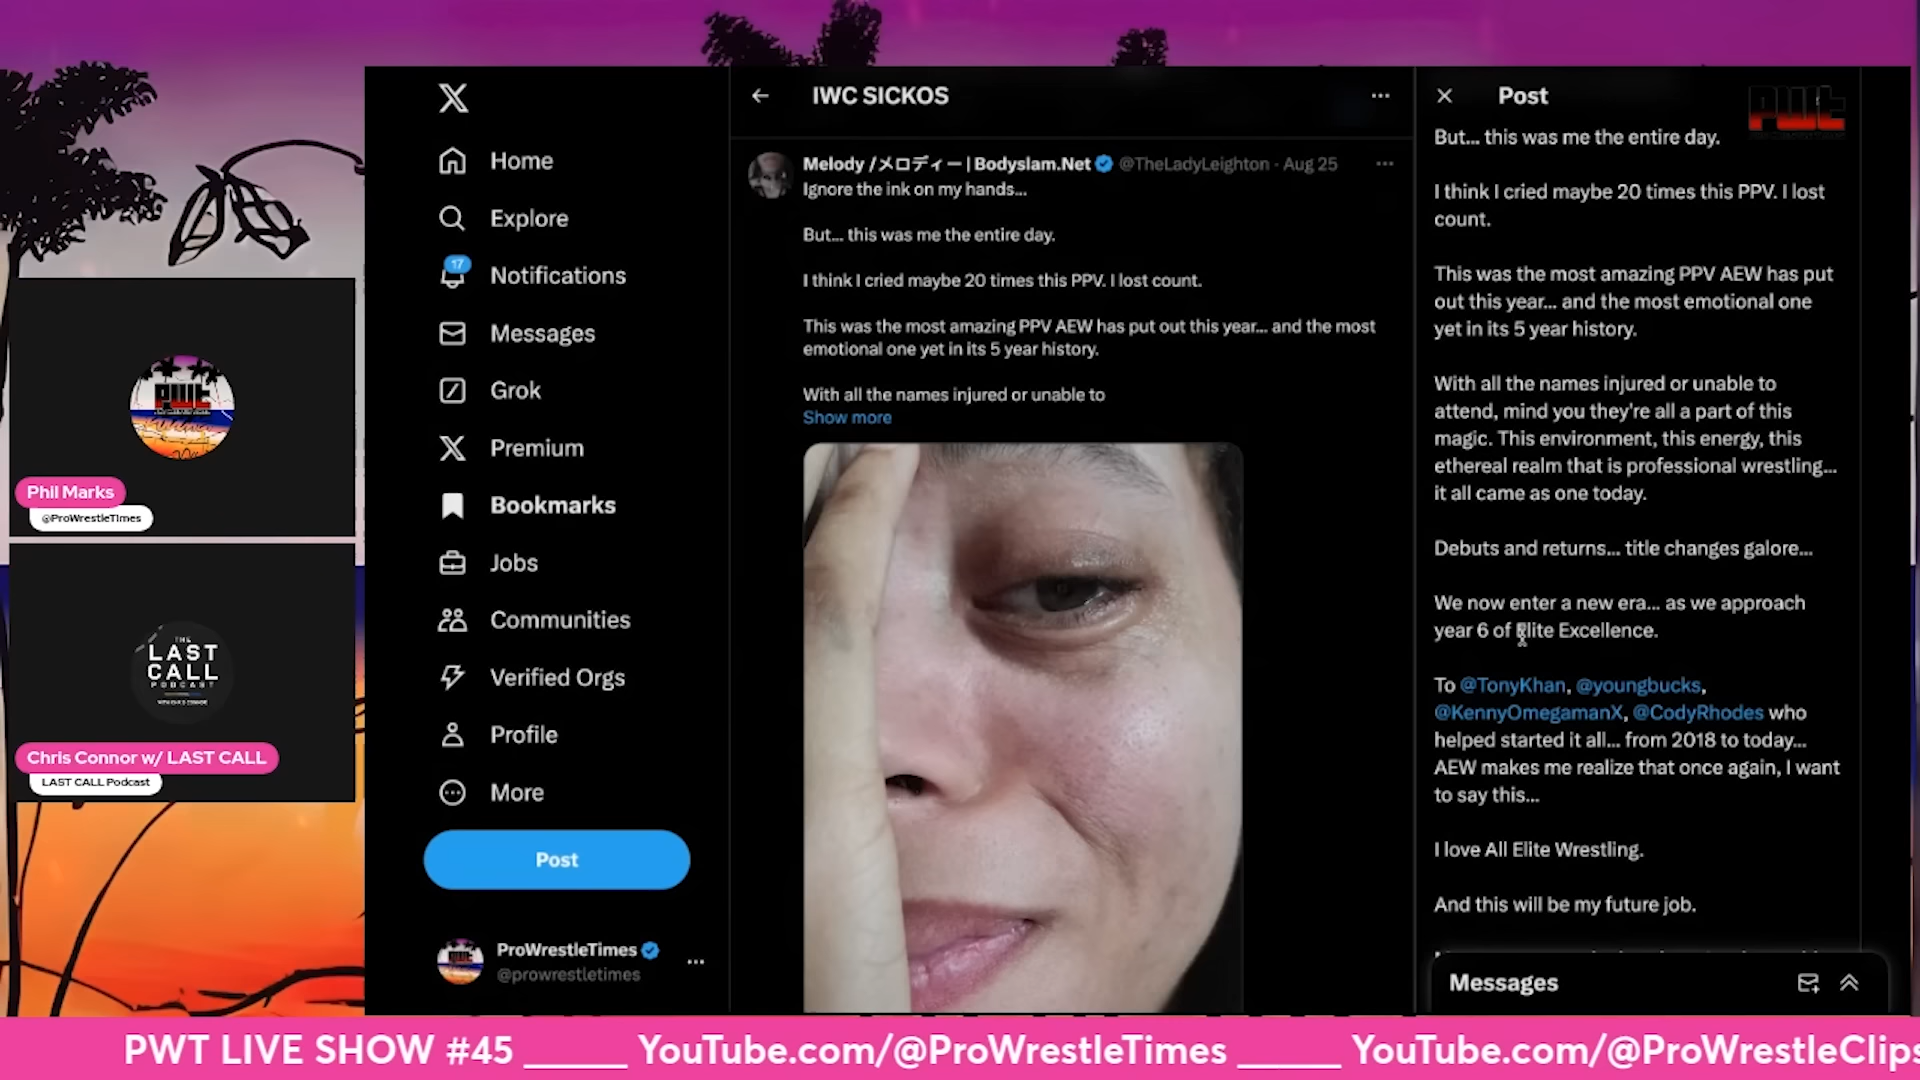 X
Home
Explore
17
Notifications
Messages
Grok
Premium
Bookmarks
Jobs
Communities
Verified Orgs
Profile
More
Post
ProWrestleTimes
@prowrestletimes
IWC SICKOS
Melody /メロディー | Bodyslam.Net @TheLadyLeighton · Aug 25
Ignore the ink on my hands...
But... this was me the entire day.
I think I cried maybe 20 times this PPV. I lost count.
This was the most amazing PPV AEW has put out this year... and the most
emotional one yet in its 5 year history.
With all the names injured or unable to
Show more
Post
PWT
But... this was me the entire day.
I think I cried maybe 20 times this PPV. I lost
count.
This was the most amazing PPV AEW has put
out this year... and the most emotional one
yet in its 5 year history.
With all the names injured or unable to
attend, mind you they're all a part of this
magic. This environment, this energy, this
ethereal realm that is professional wrestling...
it all came as one today.
Debuts and returns... title changes galore...
We now enter a new era... as we approach
year 6 of Elite Excellence.
To @TonyKhan, @youngbucks,
@KennyOmegamanX, @CodyRhodes who
helped started it all... from 2018 to today...
AEW makes me realize that once again, I want
to say this...
I love All Elite Wrestling.
And this will be my future job.
Messages
PWT
Phil Marks
@ProWrestleTimes
THE
LAST
CALL
PODCAST
Chris Connor w/ LAST CALL
LAST CALL Podcast
PWT LIVE SHOW #45 _____ YouTube.com/@ProWrestleTimes _____ YouTube.com/@ProWrestleClips